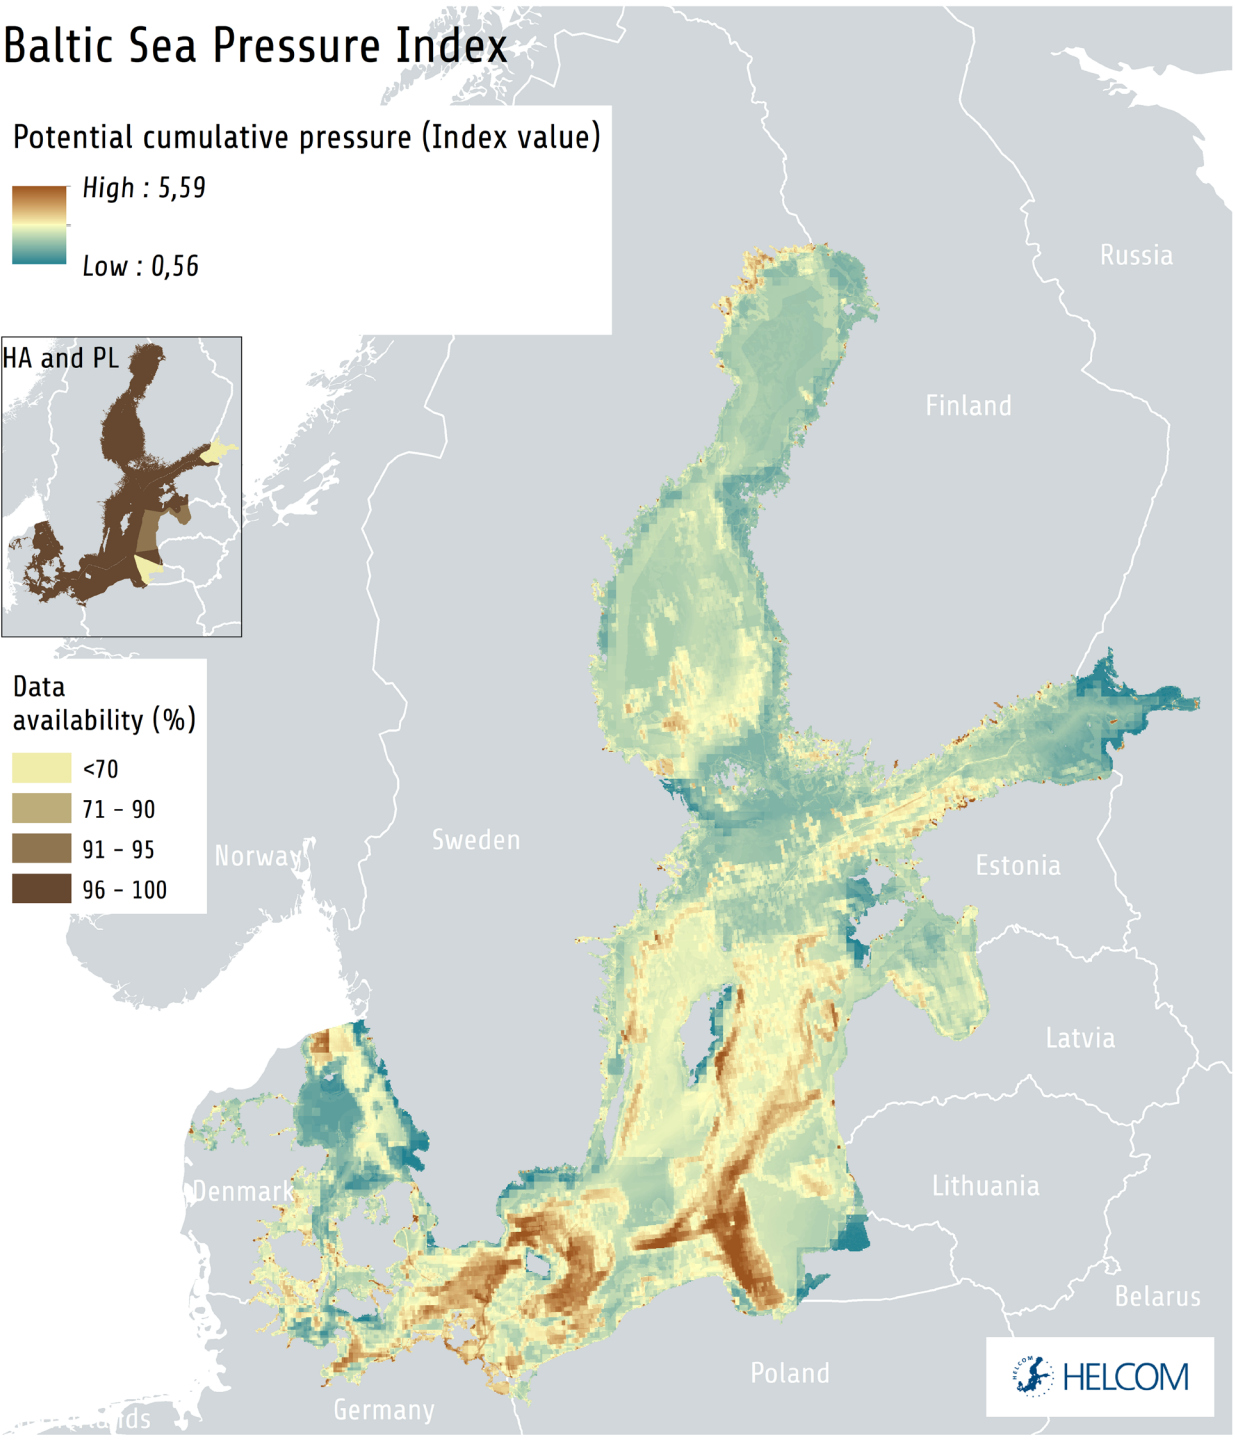 Baltic Sea Pressure Index
Potential cumulative pressure (Index value)
High : 5,59
Low : 0,56
HA and PL
Data
availability (%)
<70
71 - 90
91 - 95
96 - 100
Russia
Finland
Sweden
Norway
Estonia
Latvia
Denmark
Lithuania
Belarus
Poland
Germany
HELCOM
HELCOM